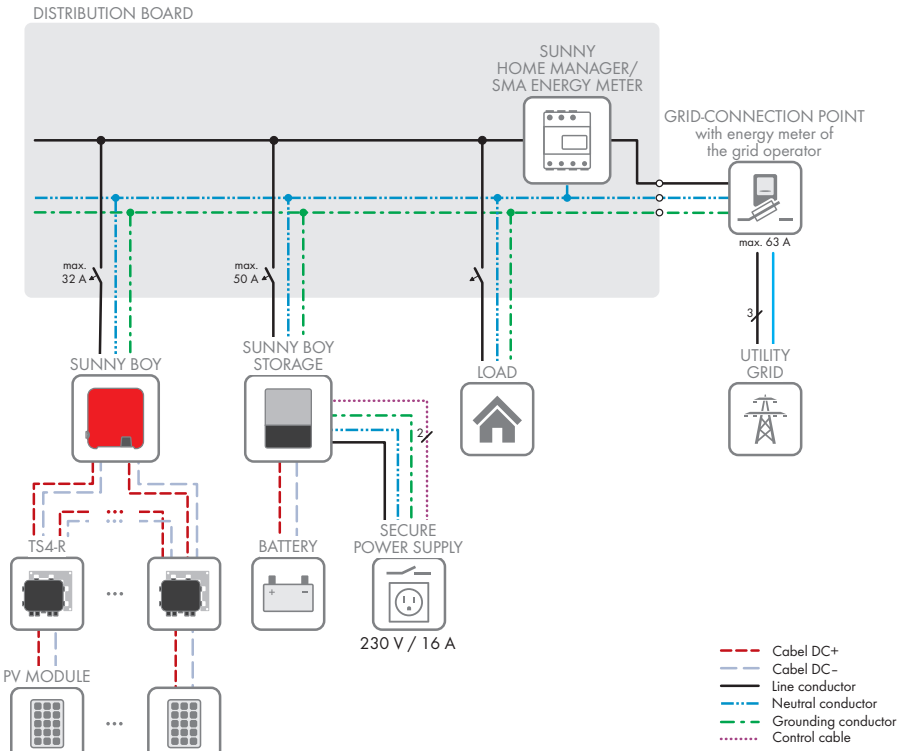 DISTRIBUTION BOARD
SUNNY
HOME MANAGER/
SMA ENERGY METER
GRID-CONNECTION POINT
with energy meter of
the grid operator
max. 63 A
max.
32 A
max.
50 A
3
SUNNY BOY
SUNNY BOY
STORAGE
LOAD
UTILITY
GRID
2
TS4-R
BATTERY
SECURE
POWER SUPPLY
...
...
+ -
...
230 V / 16 A
PV MODULE
...
Cabel DC+
Cabel DC–
Line conductor
Neutral conductor
Grounding conductor
Control cable